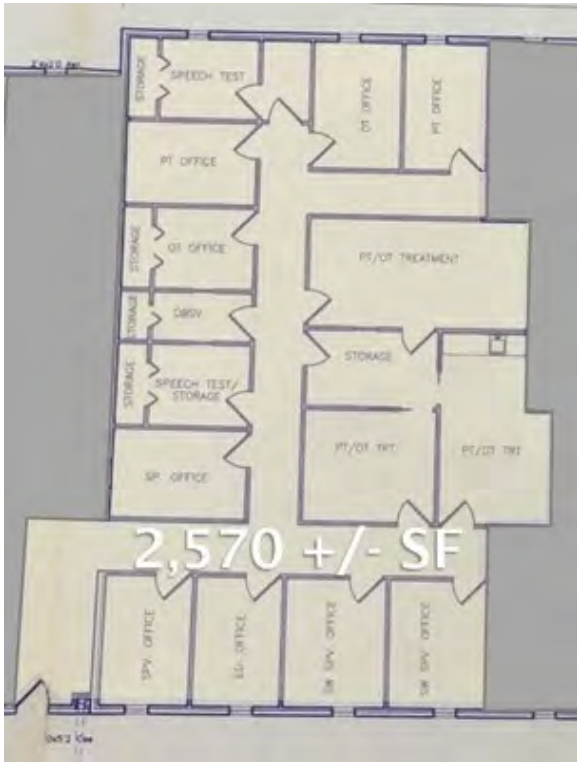 STORAGE
SPEECH TEST
OT OFFICE
PT OFFICE
PT OFFICE
STORAGE
OT OFFICE
PT/OT TREATMENT
STORAGE
OBSV
STORAGE
STORAGE
SPEECH TEST/
STORAGE
SP. OFFICE
PT/OT TRT.
PT/OT TRT
2,570 +/- SF
SPV. OFFICE
SW SPV. OFFICE
SW SPV. OFFICE